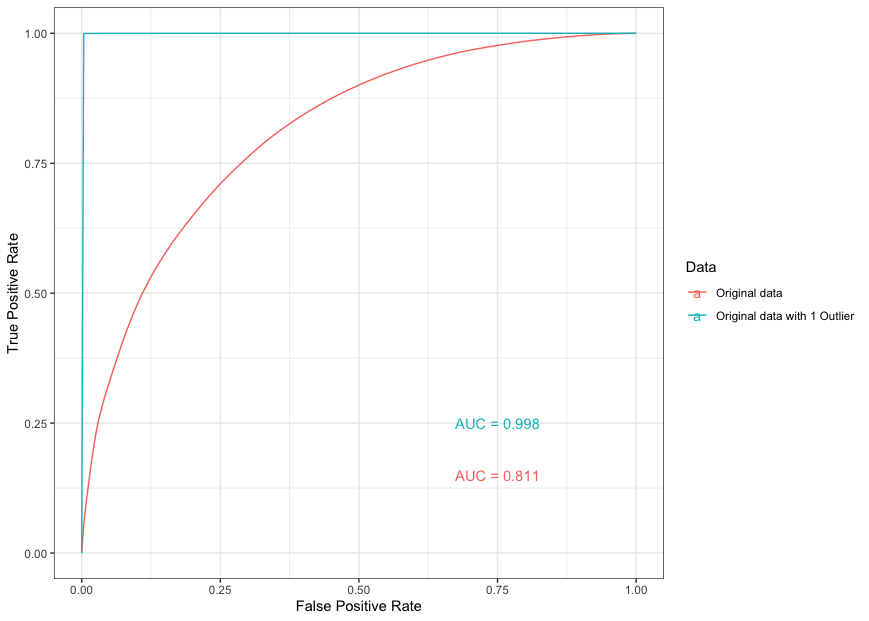 1.00
0.75
0.50
0.25
0.00
True Positive Rate
AUC = 0.998
AUC = 0.811
0.00 0.25 0.50 0.75 1.00
False Positive Rate
Data
a Original data
a Original data with 1 Outlier